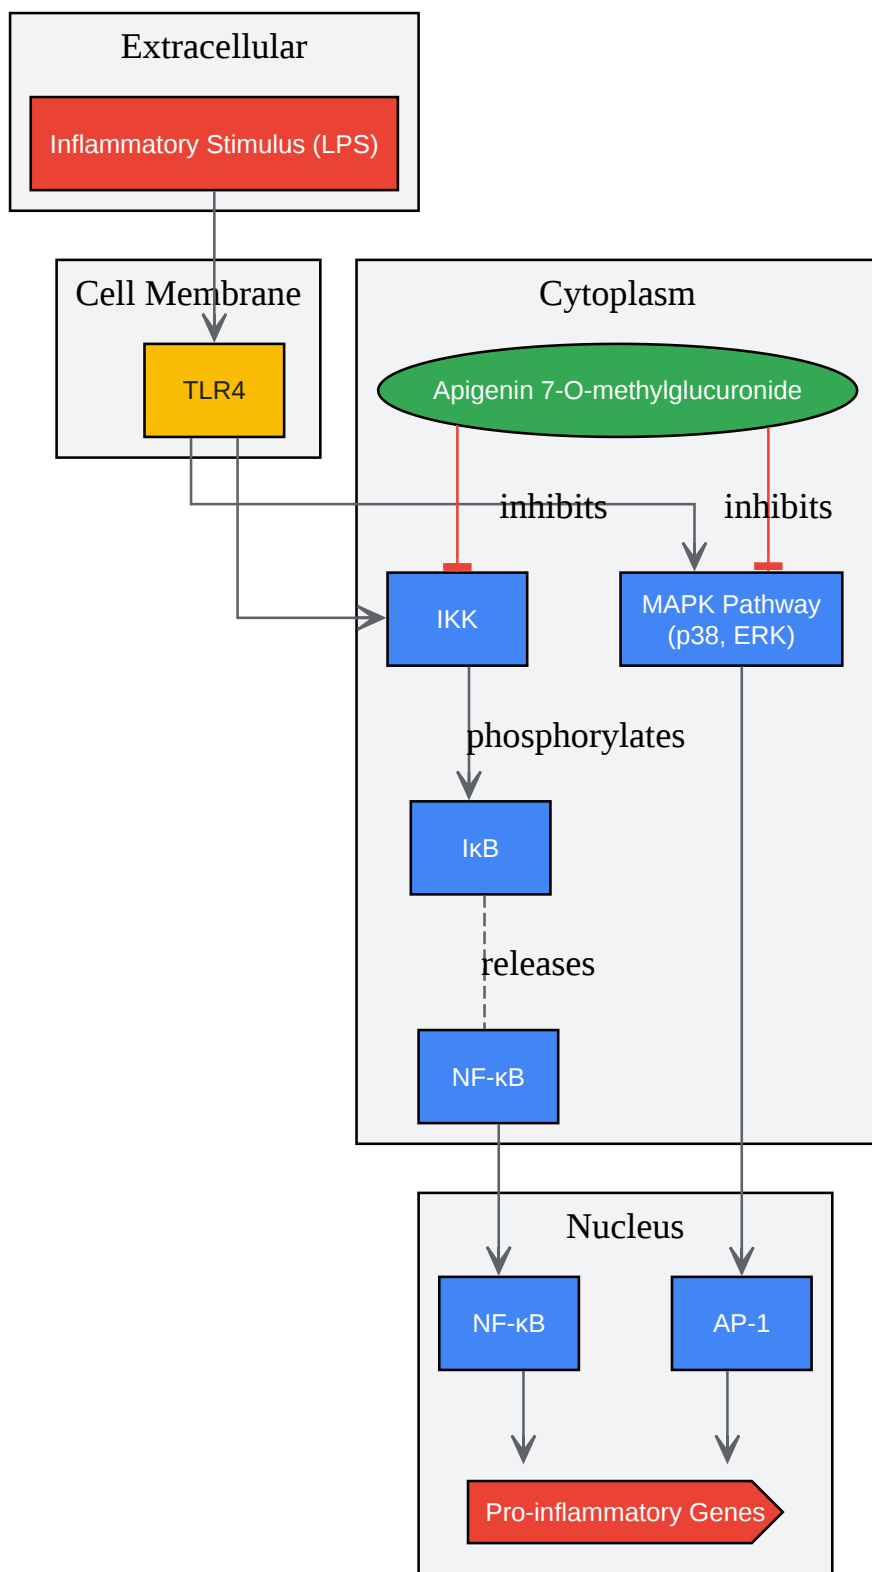 Extracellular
Inflammatory Stimulus (LPS)
Cell Membrane
Cytoplasm
TLR4
Apigenin 7-O-methylglucuronide
inhibits
inhibits
IKK
MAPK Pathway
(p38, ERK)
phosphorylates
IκB
releases
NF-κB
Nucleus
NF-κB
AP-1
Pro-inflammatory Genes